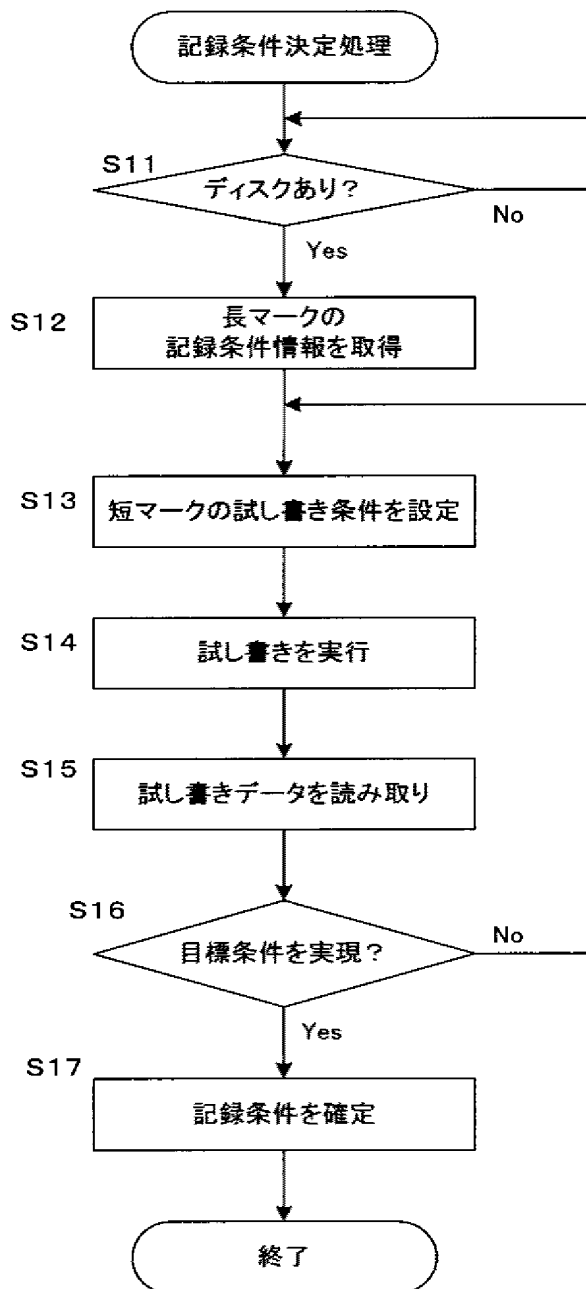 記録条件決定処理
S11
ディスクあり?
No
Yes
S12
長マークの
記録条件情報を取得
S13
短マークの試し書き条件を設定
S14
試し書きを実行
S15
試し書きデータを読み取り
S16
目標条件を実現?
No
Yes
S17
記録条件を確定
終了